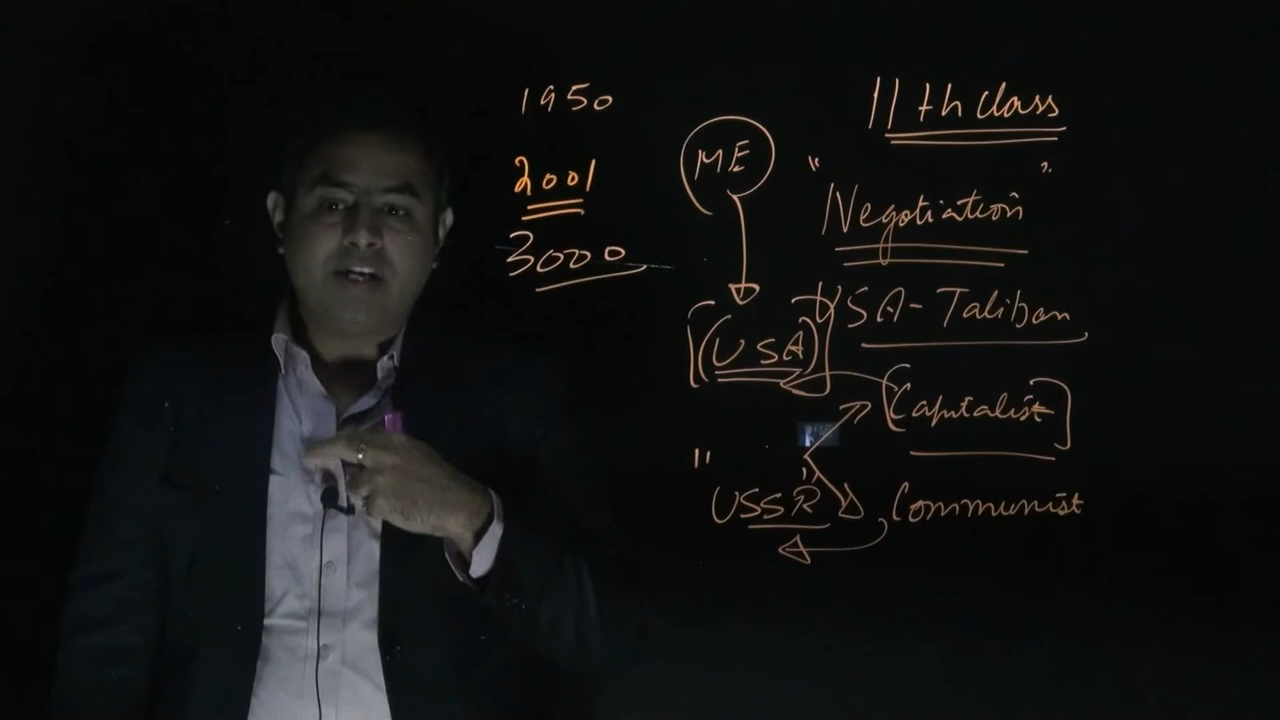 1950
2001
3000
ME
(USA)
11th class
"Negotiation"
USA - Taliban
[Capitalist]
"USSR"
Communist